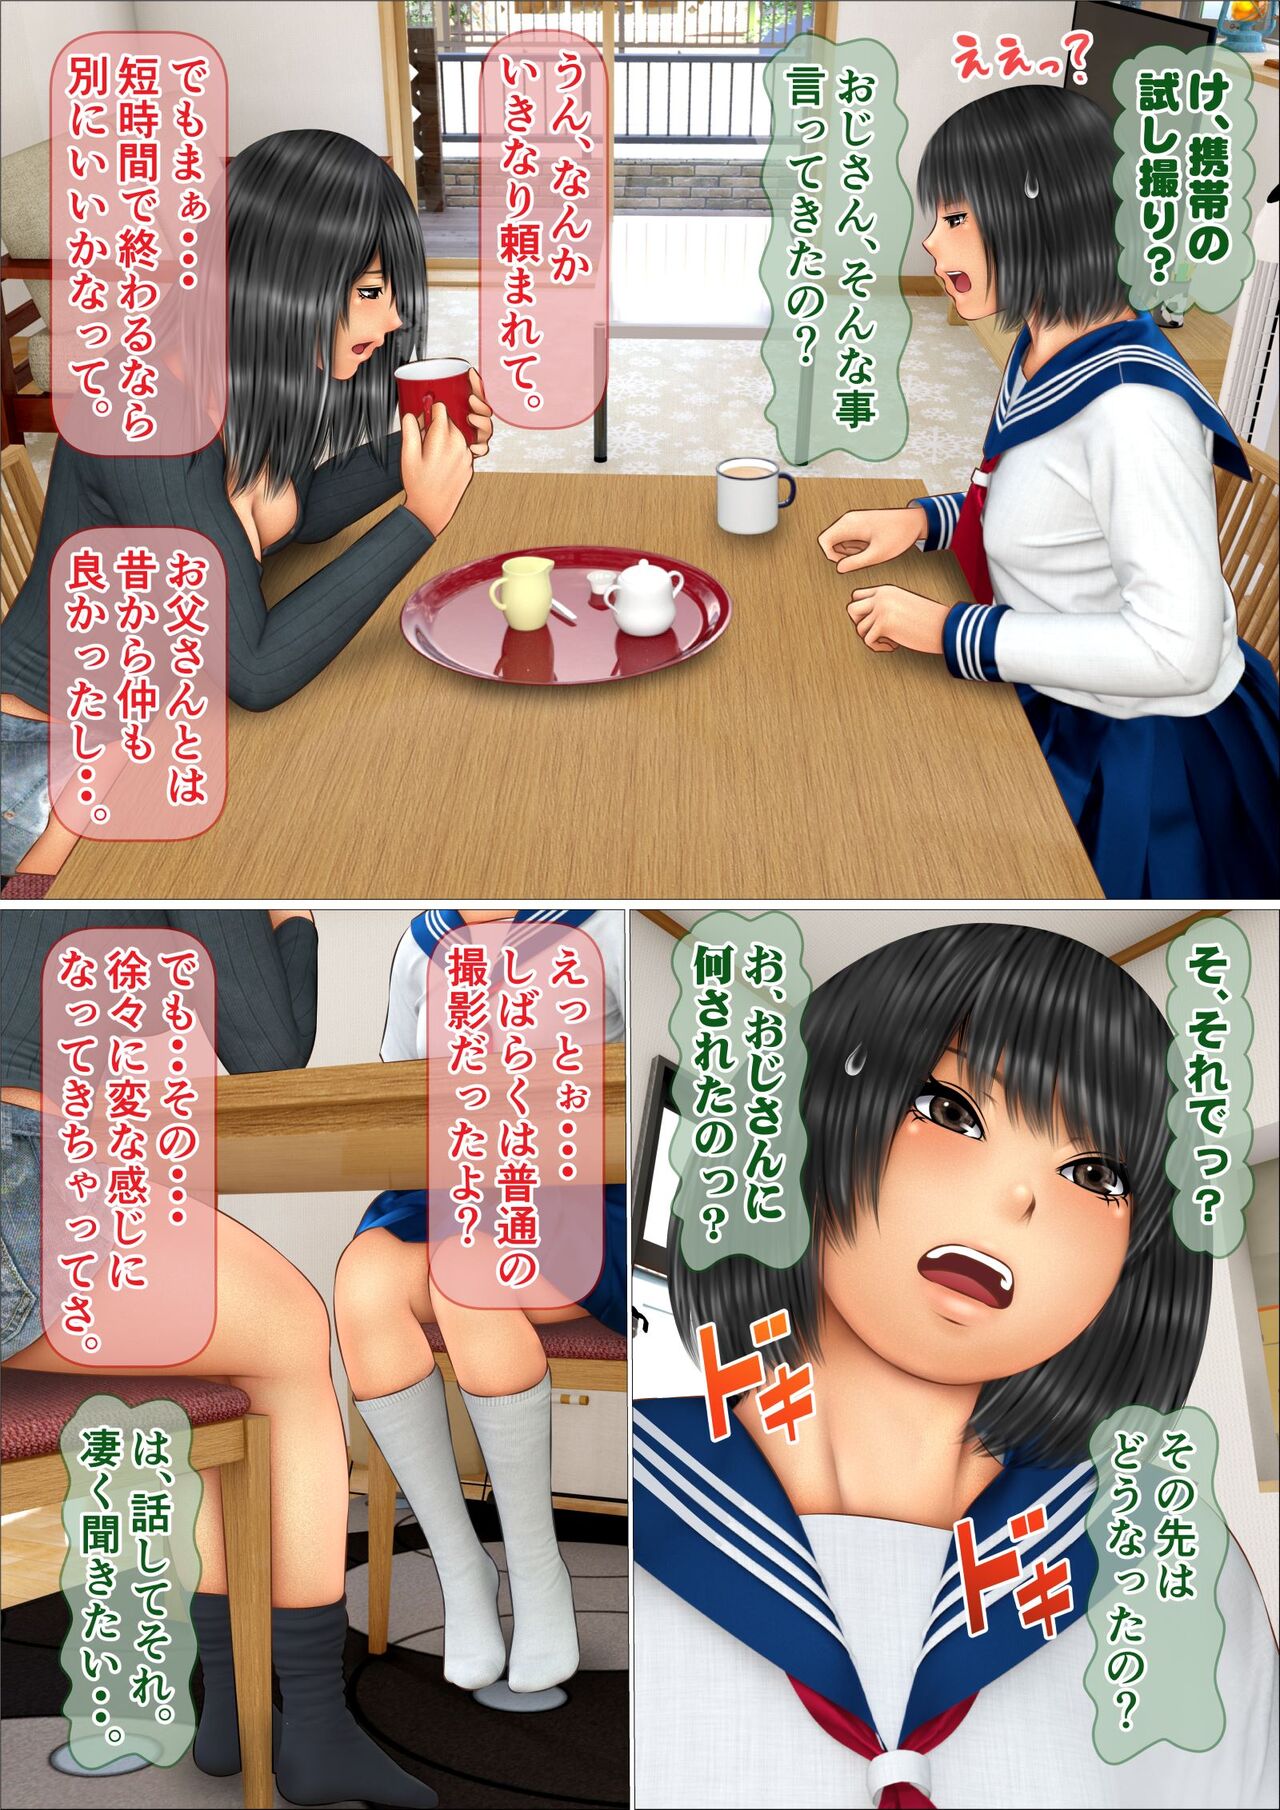 け、携帯の
試し撮り？
ええっ？
おじさん、そんな事
言ってきたの？
うん、なんか
いきなり頼まれて。
でもまぁ・・・
短時間で終わるなら
別にいいかなって。
お父さんとは
昔から仲も
良かったし・・。
そ、それでっ？
お、おじさんに
何されたのっ？
ドキ
ドキ
その先は
どうなったの？
えっとぉ・・・
しばらくは普通の
撮影だったよ？
でも・・その・・・
徐々に変な感じに
なってきちゃってさ。
は、話してそれ。
凄く聞きたい・・。